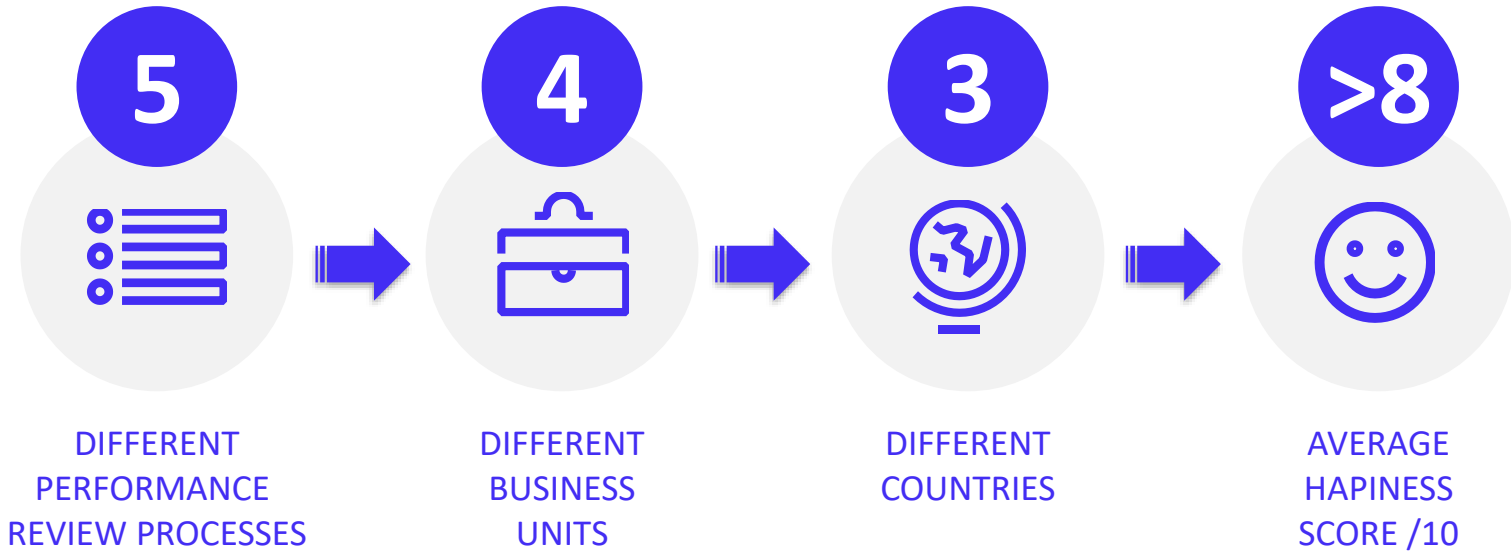 5
DIFFERENT
PERFORMANCE
REVIEW PROCESSES
4
DIFFERENT
BUSINESS
UNITS
3
DIFFERENT
COUNTRIES
>8
AVERAGE
HAPINESS
SCORE /10